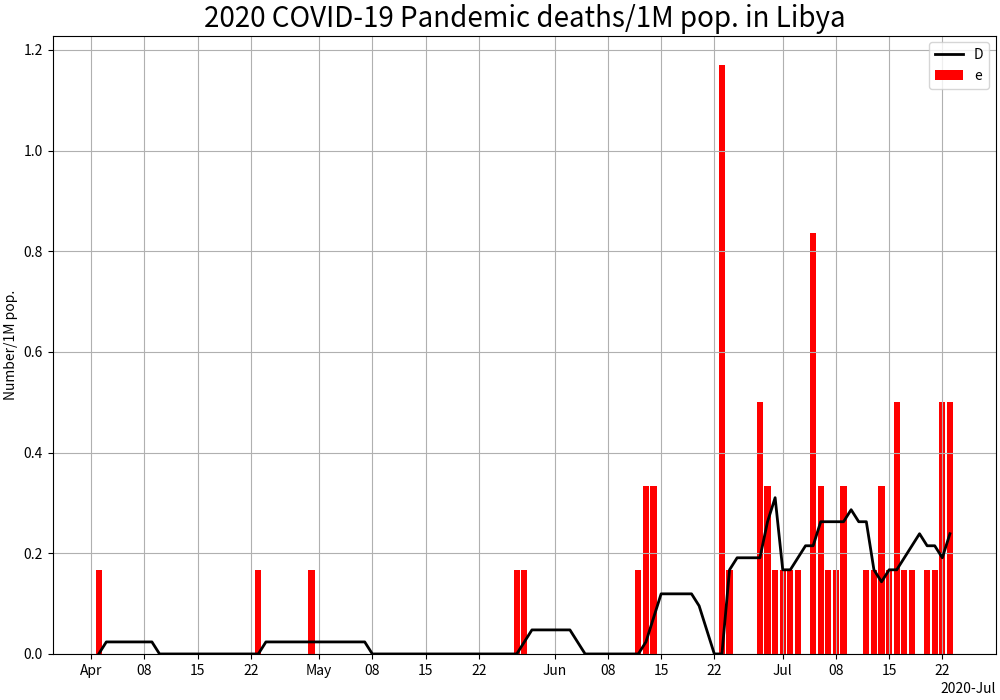 2020 COVID-19 Pandemic deaths/1M pop. in Libya
D
e
Number/1M pop.
1.2
1.0
0.8
0.6
0.4
0.2
0.0
Apr 08 15 22 May 08 15 22 Jun 08 15 22 Jul 08 15 22
2020-Jul